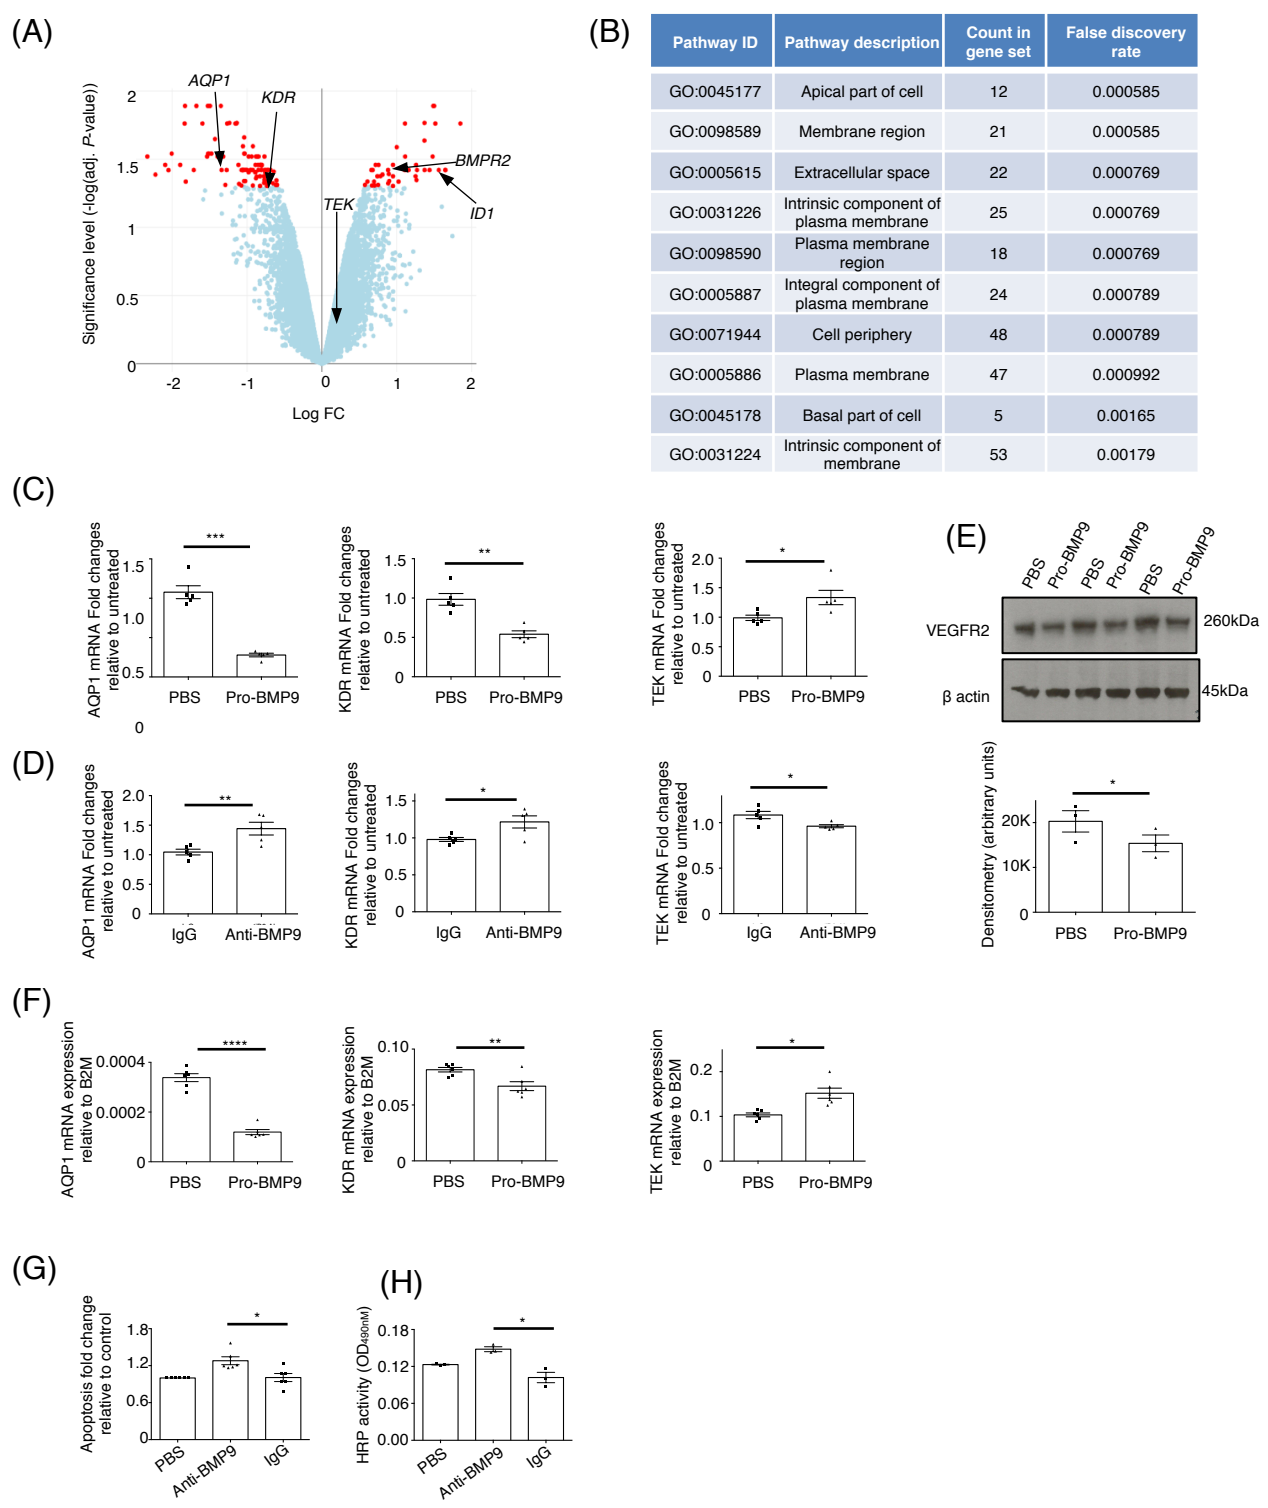 (A)
AQP1
KDR
BMPR2
TEK
ID1
2
1.5
1
0.5
0
-2
-1
0
1
2
Significance level (-log(adj. P-value))
Log FC
(B)
Pathway ID Pathway description Count in gene set False discovery rate
GO:0045177 Apical part of cell 12 0.000585
GO:0098589 Membrane region 21 0.000585
GO:0005615 Extracellular space 22 0.000769
GO:0031226 Intrinsic component of plasma membrane 25 0.000769
GO:0098590 Plasma membrane region 18 0.000769
GO:0005887 Integral component of plasma membrane 24 0.000789
GO:0071944 Cell periphery 48 0.000789
GO:0005886 Plasma membrane 47 0.000992
GO:0045178 Basal part of cell 5 0.00165
GO:0031224 Intrinsic component of membrane 53 0.00179
(C)
AQP1 mRNA Fold changes
relative to untreated
1.5
1.0
0.5
0
***
PBS Pro-BMP9
KDR mRNA Fold changes
relative to untreated
1.5
1.0
0.5
0
**
PBS Pro-BMP9
TEK mRNA Fold changes
relative to untreated
2.0
1.5
1.0
0.5
0
*
PBS Pro-BMP9
(E)
PBS
Pro-BMP9
PBS
Pro-BMP9
PBS
Pro-BMP9
VEGFR2
260kDa
β actin
45kDa
Densitometry (arbitrary units)
20K
10K
0
*
PBS Pro-BMP9
(D)
AQP1 mRNA Fold changes
relative to untreated
2.0
1.5
1.0
0.5
0
**
IgG Anti-BMP9
KDR mRNA Fold changes
relative to untreated
1.5
1.0
0.5
0
*
IgG Anti-BMP9
TEK mRNA Fold changes
relative to untreated
1.0
0.5
0
*
IgG Anti-BMP9
(F)
AQP1 mRNA expression
relative to B2M
0.0004
0.0002
0
****
PBS Pro-BMP9
KDR mRNA expression
relative to B2M
0.10
0.05
0
**
PBS Pro-BMP9
TEK mRNA expression
relative to B2M
0.2
0.1
0
*
PBS Pro-BMP9
(G)
Apoptosis fold change
relative to control
1.8
1.2
0.6
0
*
PBS
Anti-BMP9
IgG
(H)
HRP activity (OD490nM)
0.18
0.12
0.06
0.00
*
PBS
Anti-BMP9
IgG